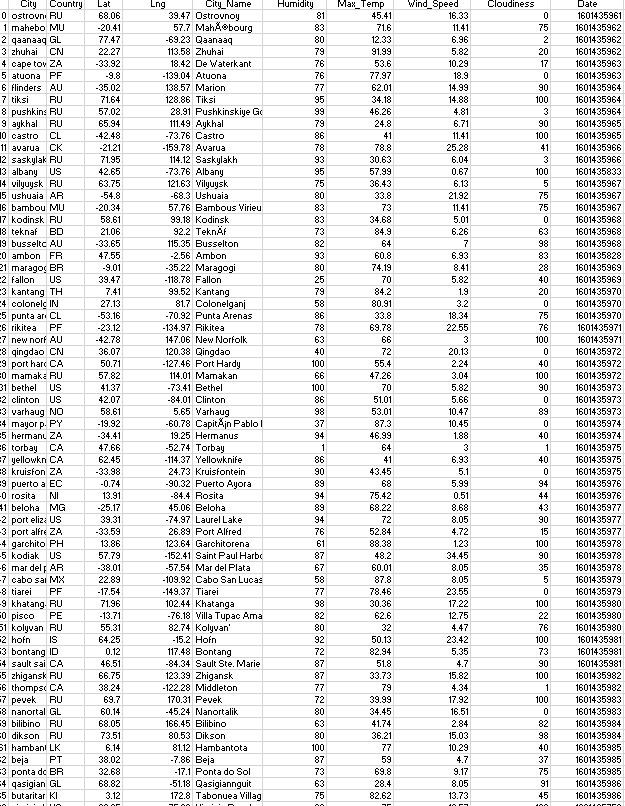 City Country Lat Lng City_Name Humidity Max_Temp Wind_Speed Cloudiness Date
0 ostrovn RU 68.06 39.47 Ostrovnoy 81 45.41 16.33 0 1601435961
1 mahebo MU -20.41 57.7 MahÃ©bourg 83 71.6 11.41 75 1601435962
2 qaanaaq GL 77.47 -69.23 Qaanaaq 80 12.33 6.96 2 1601435962
3 zhuhai CN 22.27 113.58 Zhuhai 79 91.99 5.82 20 1601435962
4 cape tow ZA -33.92 18.42 De Waterkant 76 53.6 10.29 17 1601435963
5 atuona PF -9.8 -139.04 Atuona 76 77.97 18.9 0 1601435963
6 flinders AU -35.02 138.57 Marion 77 62.01 14.99 90 1601435964
7 tiksi RU 71.64 128.86 Tiksi 95 34.18 14.88 100 1601435964
8 pushkins RU 57.02 28.91 Pushkinskiye Go 99 46.26 4.81 3 1601435964
9 aykhal RU 65.94 111.49 Aykhal 79 24.8 6.71 90 1601435965
10 castro CL -42.48 -73.76 Castro 86 41 11.41 100 1601435965
11 avarua CK -21.21 -159.78 Avarua 78 78.8 25.28 41 1601435966
12 saskylak RU 71.95 114.12 Saskylakh 93 30.63 6.04 3 1601435966
13 albany US 42.65 -73.76 Albany 95 57.99 0.67 100 1601435833
14 vilyuysk RU 63.75 121.63 Vilyuysk 75 36.43 6.13 5 1601435967
15 ushuaia AR -54.8 -68.3 Ushuaia 80 33.8 21.92 75 1601435967
16 bambou MU -20.34 57.76 Bambous Virieu 83 73 11.41 75 1601435968
17 kodinsk RU 58.61 99.18 Kodinsk 83 34.68 5.01 0 1601435968
18 teknaf BD 21.06 92.2 TeknÄf 73 84.9 6.26 63 1601435968
19 busselto AU -33.65 115.35 Busselton 82 64 7 98 1601435968
20 ambon FR 47.55 -2.56 Ambon 93 60.8 6.93 83 1601435828
21 maragog BR -9.01 -35.22 Maragogi 80 74.19 8.41 28 1601435969
22 fallon US 39.47 -118.78 Fallon 25 70 5.82 40 1601435969
23 kantang TH 7.41 99.52 Kantang 79 84.2 1.9 20 1601435970
24 colonelg IN 27.13 81.7 Colonelganj 58 80.91 3.2 0 1601435970
25 punta ar CL -53.16 -70.92 Punta Arenas 66 33.8 18.34 75 1601435970
26 rikitea PF -23.12 -134.97 Rikitea 78 69.78 22.55 76 1601435971
27 new norf AU -42.78 147.06 New Norfolk 63 66 3 100 1601435971
28 qingdao CN 36.07 120.38 Qingdao 40 72 20.13 0 1601435972
29 port hard CA 50.71 -127.46 Port Hardy 100 55.4 2.24 40 1601435972
30 mamaka RU 57.82 114.01 Mamakan 66 47.26 3.04 100 1601435972
31 bethel US 41.37 -73.41 Bethel 100 70 5.82 90 1601435973
32 clinton US 42.07 -84.01 Clinton 86 51.01 5.66 0 1601435973
33 varhaug NO 58.61 5.65 Varhaug 98 53.01 10.47 89 1601435973
34 mayor p. PY -19.92 -60.78 CapitÃ¡n Pablo 37 87.3 10.45 0 1601435974
35 hermanu ZA -34.41 19.25 Hermanus 94 46.99 1.88 40 1601435974
36 torbay CA 47.66 -52.74 Torbay 1 64 3 1 1601435975
37 yellowkn CA 62.45 -114.37 Yellowknife 86 41 6.93 40 1601435975
38 kruisfon ZA -33.98 24.73 Kruisfontein 90 43.45 5.1 0 1601435975
39 puerto a EC -0.74 -90.32 Puerto Ayora 89 68 5.99 94 1601435976
40 rosita NI 13.91 -84.4 Rosita 94 75.42 0.51 44 1601435976
41 beloha MG -25.17 45.06 Beloha 89 68.22 8.68 43 1601435977
42 port eliz US 39.31 -74.97 Laurel Lake 94 72 8.05 90 1601435977
43 port alfre ZA -33.59 26.89 Port Alfred 76 52.84 4.72 15 1601435977
44 garchito PH 13.86 123.64 Garchitorena 61 88.38 1.23 100 1601435978
45 kodiak US 57.79 -152.41 Saint Paul Harbo 87 48.2 34.45 90 1601435978
46 mar del p AR -38.01 -57.54 Mar del Plata 67 60.01 8.05 35 1601435978
47 cabo sar MX 22.89 -109.92 Cabo San Lucas 58 87.8 8.05 5 1601435979
48 tiarei PF -17.54 -149.37 Tiarei 77 78.46 23.55 0 1601435979
49 khatang RU 71.96 102.44 Khatanga 98 30.36 17.22 100 1601435980
50 pisco PE -13.71 -76.18 Villa Tupac Ama 82 62.6 12.75 22 1601435980
51 kolyvan RU 55.31 82.74 Kolyvan' 80 32 4.47 76 1601435980
52 hofn IS 64.25 -15.2 Hofn 92 50.13 23.42 100 1601435981
53 bontang ID 0.12 117.48 Bontang 72 82.94 5.35 73 1601435981
54 sault sai CA 46.51 -84.34 Sault Ste. Marie 87 51.8 4.7 90 1601435981
55 zhigansk RU 66.75 123.39 Zhigansk 87 33.73 15.82 100 1601435982
56 thompsc CA 38.24 -122.28 Middleton 77 79 4.34 1 1601435982
57 pevek RU 69.7 170.31 Pevek 72 39.99 17.92 100 1601435983
58 nanortal GL 60.14 -45.24 Nanortalik 80 34.45 16.51 0 1601435983
59 bilibino RU 68.05 166.45 Bilibino 63 41.74 2.84 82 1601435984
60 dikson RU 73.51 80.53 Dikson 80 36.21 15.03 98 1601435984
61 hamban LK 6.14 81.12 Hambantota 100 77 10.29 40 1601435985
62 beja PT 38.02 -7.86 Beja 87 59 4.7 37 1601435985
63 ponta do BR 32.68 -17.1 Ponta do Sol 73 69.8 9.17 75 1601435985
64 qasigian GL 68.82 -51.18 Qasigiannguit 63 28.4 8.05 91 1601435986
65 butaritar KI 3.12 172.8 Tabonuea Villag 75 82.62 13.73 45 1601435986